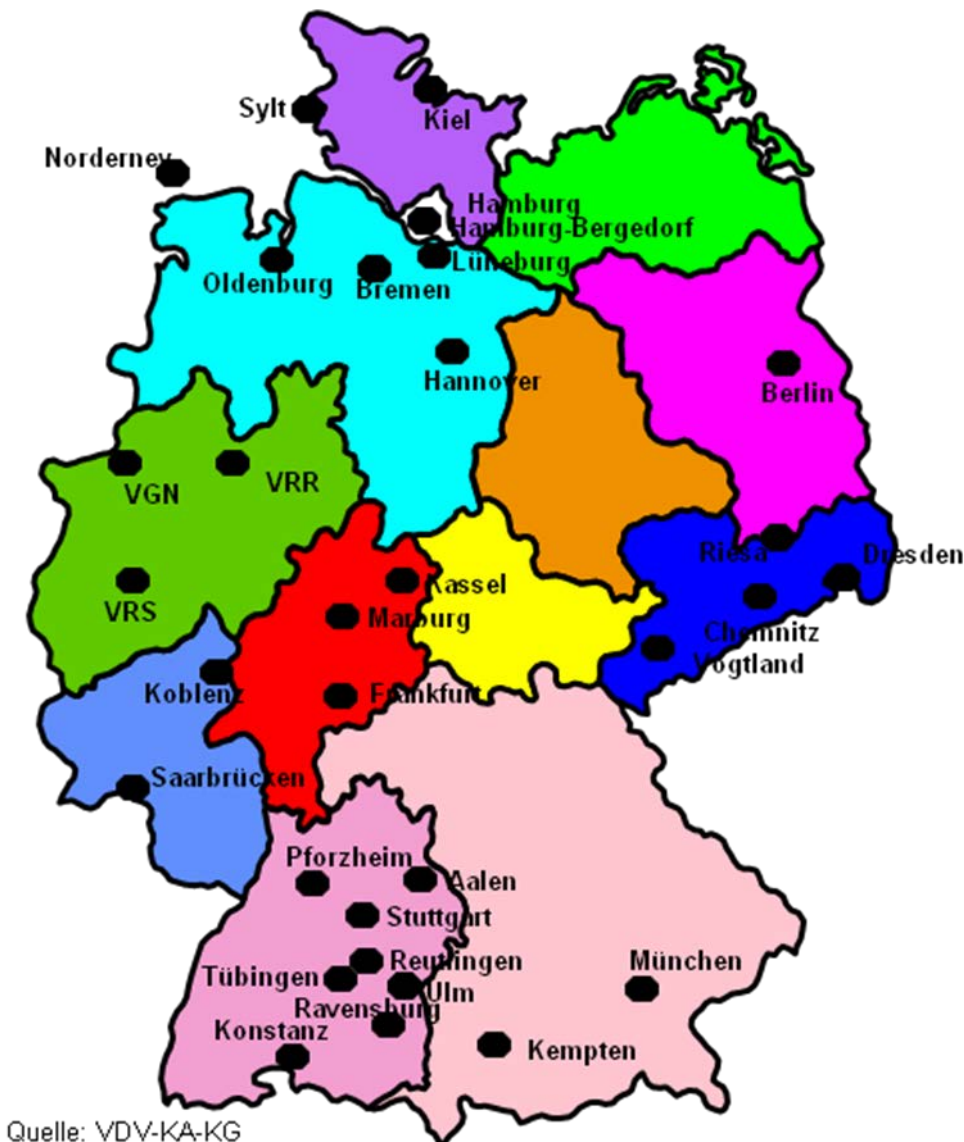 Sylt
Kiel
Norderney
Hamburg
Hamburg-Bergedorf
Lüneburg
Oldenburg
Bremen
Hannover
Berlin
VGN
VRR
Riesa
Dresden
Kassel
VRS
Marburg
Chemnitz
Vogtland
Koblenz
Frankfurt
Saarbrücken
Pforzheim
Aalen
Stuttgart
Reutlingen
München
Tübingen
Ulm
Ravensburg
Konstanz
Kempten
Quelle: VDV-KA-KG